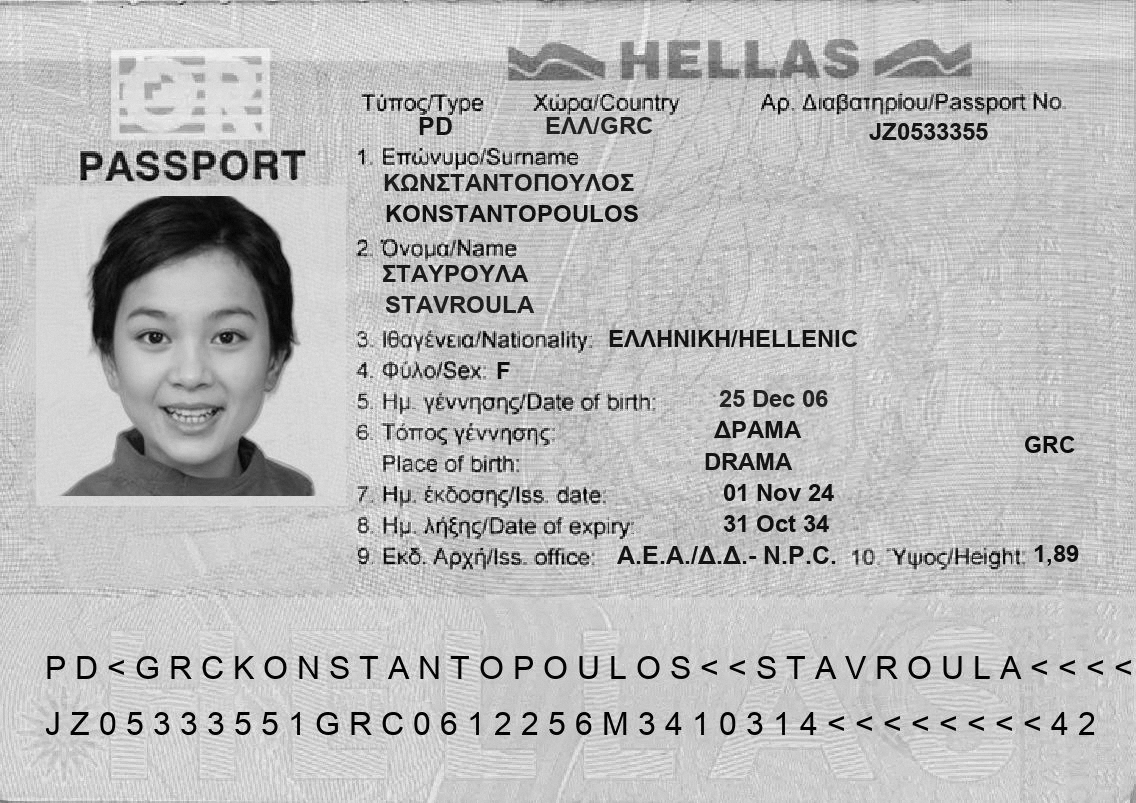 HELLAS
GR
PASSPORT
Τύπος/Type Χώρα/Country Αρ. Διαβατηρίου/Passport No.
PD ΕΛΛ/GRC JZ0533355
1. Επώνυμο/Surname
ΚΩΝΣΤΑΝΤΟΠΟΥΛΟΣ
KONSTANTOPOULOS
2. Όνομα/Name
ΣΤΑΥΡΟΥΛΑ
STAVROULA
3. Ιθαγένεια/Nationality: ΕΛΛΗΝΙΚΗ/HELLENIC
4. Φύλο/Sex: F
5. Ημ. γέννησης/Date of birth: 25 Dec 06
6. Τόπος γέννησης: ΔΡΑΜΑ
Place of birth: DRAMA GRC
7. Ημ. έκδοσης/Iss. date: 01 Nov 24
8. Ημ. λήξης/Date of expiry: 31 Oct 34
9 Εκδ. Αρχή/Iss. office: Α.Ε.Α./Δ.Δ.- N.P.C. 10. Ύψος/Height: 1,89
HELLAS
PD<GRCKONSTANTOPOULOS<<STAVROULA<<<<
JZ05333551GRC0612256M3410314<<<<<<<<42